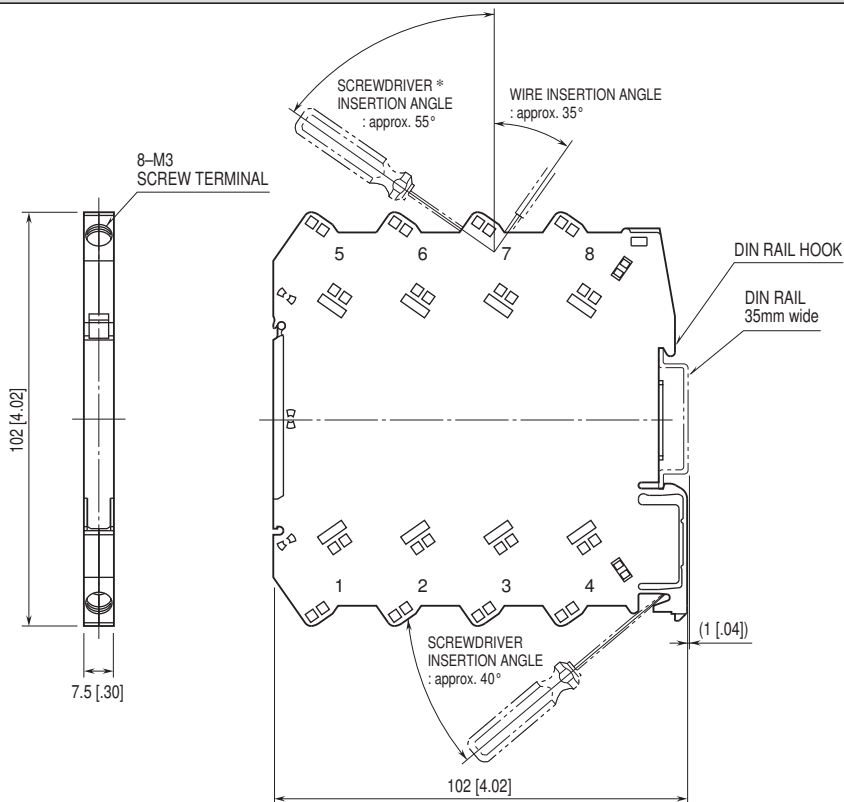 SCREWDRIVER *
INSERTION ANGLE
: approx. 55°
WIRE INSERTION ANGLE
: approx. 35°
8–M3
SCREW TERMINAL
5
6
7
8
DIN RAIL HOOK
DIN RAIL
35mm wide
102 [4.02]
1
2
3
4
SCREWDRIVER
INSERTION ANGLE
: approx. 40°
(1 [.04])
7.5 [.30]
102 [4.02]